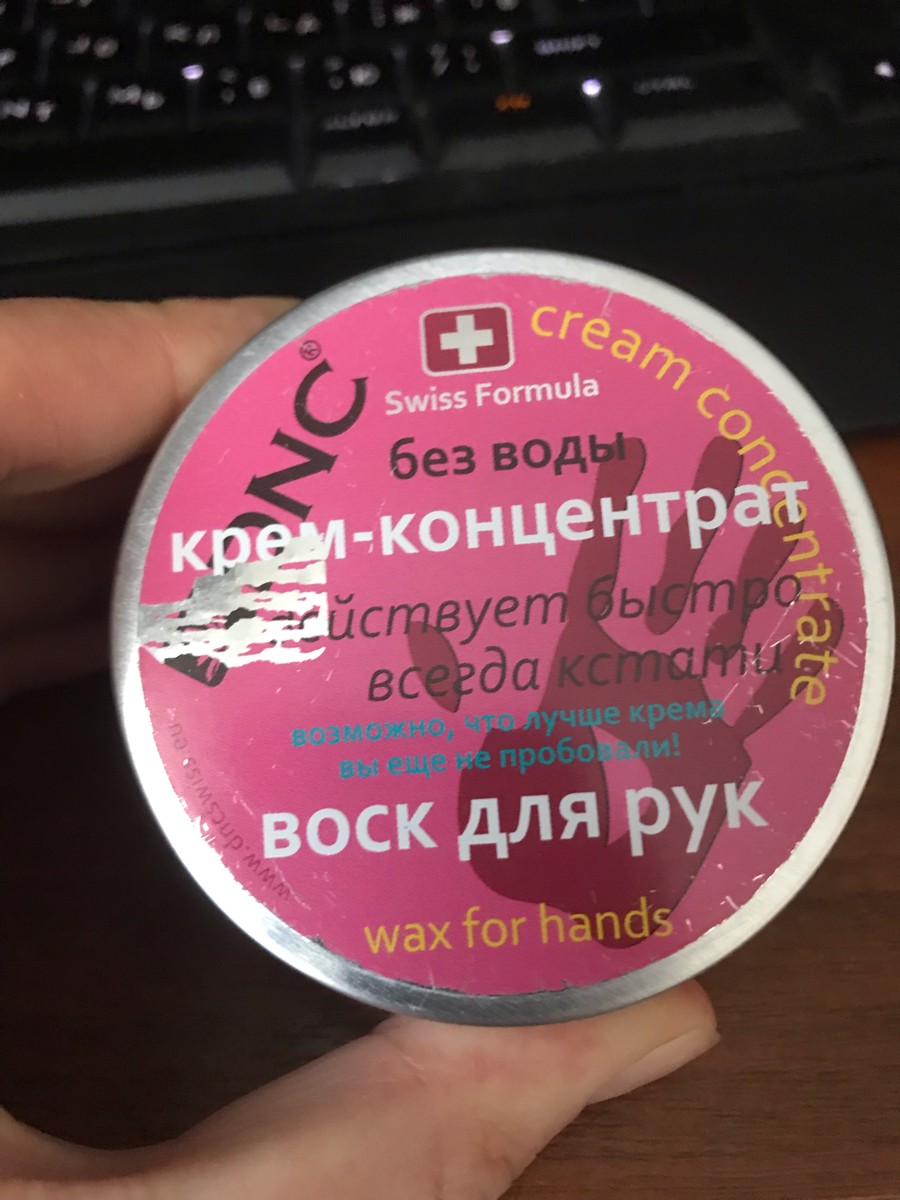 DNC
Swiss Formula
cream concentrate
без воды
крем-концентрат
действует быстро
всегда кстати
возможно, что лучше крема
вы еще не пробовали!
воск для рук
wax for hands
www.dncswiss.eu